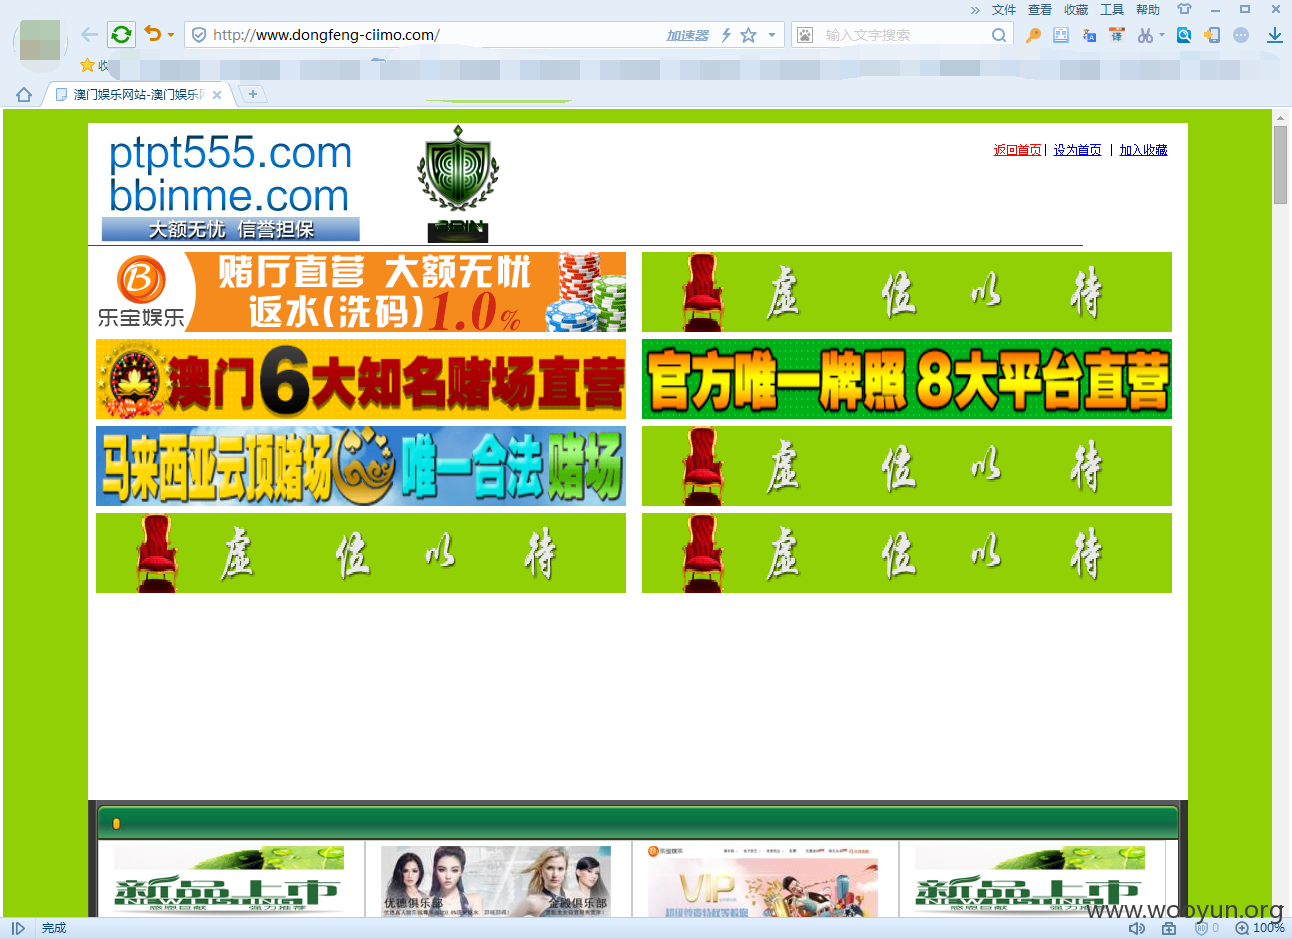 » 文件 查看 收藏 工具 帮助
http://www.dongfeng-ciimo.com/
加速器
输入文字搜索
收
澳门娱乐网站-澳门娱乐网
ptpt555.com
bbinme.com
大额无忧 信誉担保
BBIN
返回首页 | 设为首页 | 加入收藏
B
乐宝娱乐
赌厅直营 大额无忧
返水(洗码)1.0%
虚位以待
澳门6大知名赌场直营
官方唯一牌照 8大平台直营
马来西亚云顶赌场 唯一合法赌场
虚位以待
虚位以待
虚位以待
新品上市
优德俱乐部
金殿俱乐部
乐宝娱乐
VIP
新品上市
www.wooyun.org
完成
0
100%